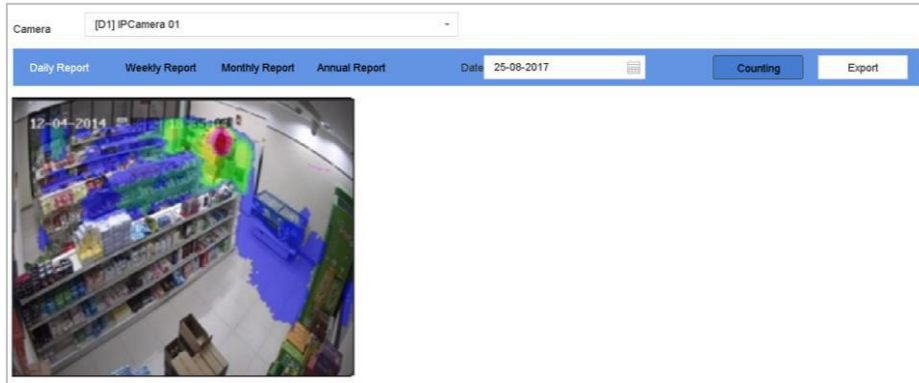 Camera [D1] IPCamera 01
Daily Report Weekly Report Monthly Report Annual Report Date 25-08-2017 Counting Export
12-04-2014